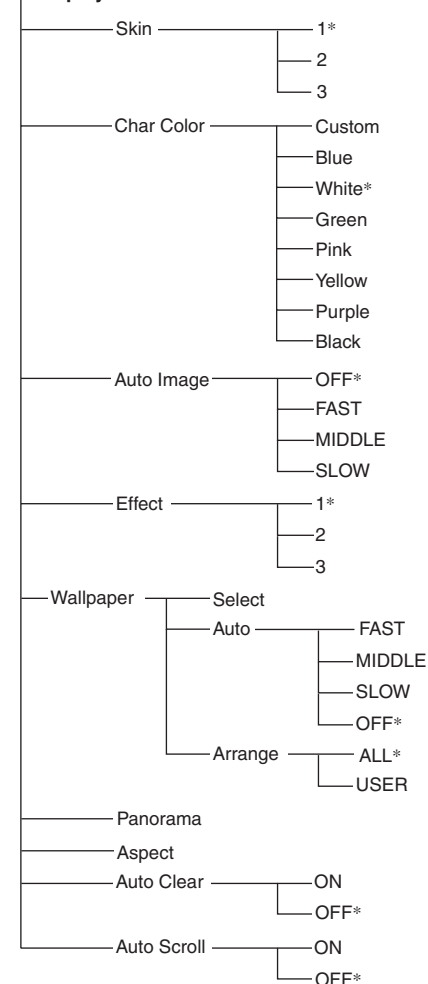 Skin 1*
2
3
Char Color Custom
Blue
White*
Green
Pink
Yellow
Purple
Black
Auto Image OFF*
FAST
MIDDLE
SLOW
Effect 1*
2
3
Wallpaper Select
Auto FAST
MIDDLE
SLOW
OFF*
Arrange ALL*
USER
Panorama
Aspect
Auto Clear ON
OFF*
Auto Scroll ON
OFF*